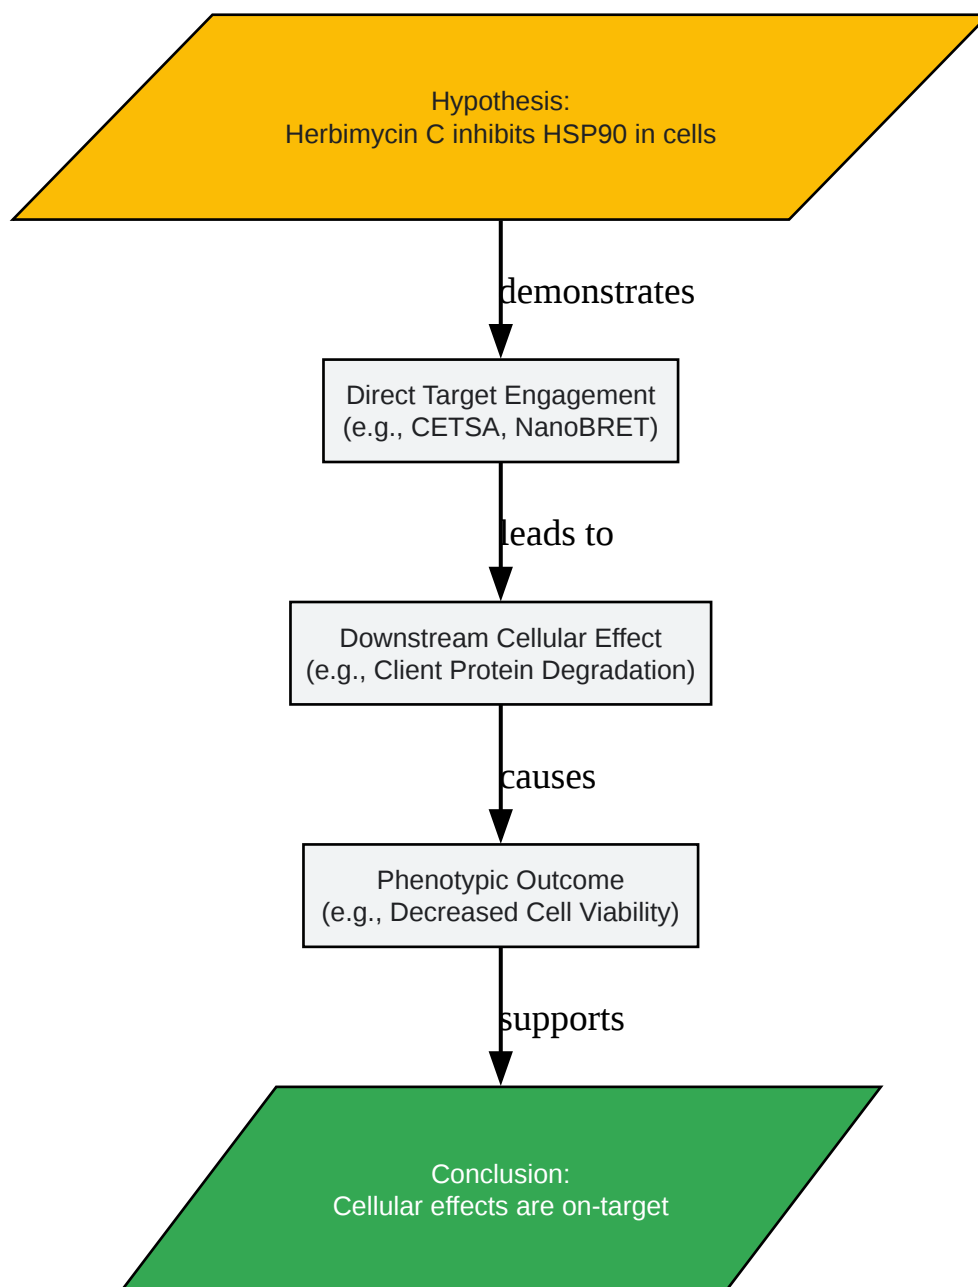 Hypothesis:
Herbimycin C inhibits HSP90 in cells
demonstrates
Direct Target Engagement
(e.g., CETSA, NanoBRET)
leads to
Downstream Cellular Effect
(e.g., Client Protein Degradation)
causes
Phenotypic Outcome
(e.g., Decreased Cell Viability)
supports
Conclusion:
Cellular effects are on-target